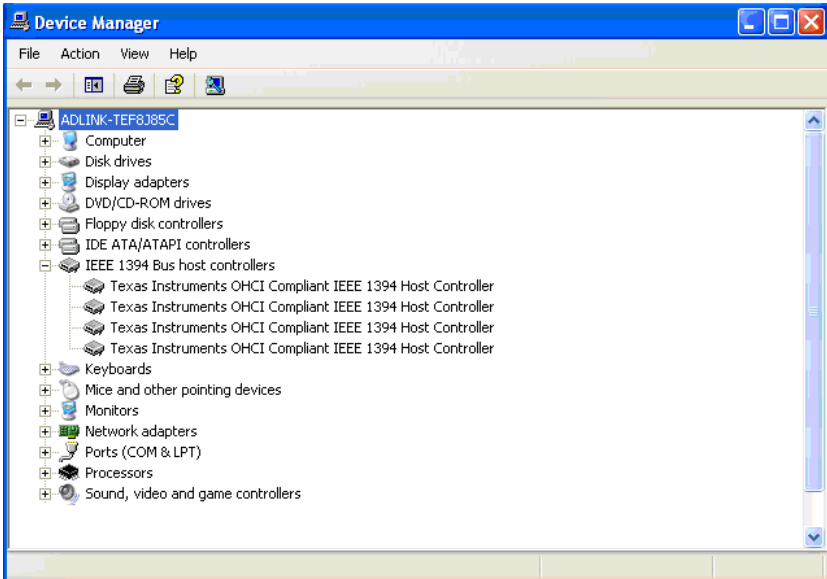 Device Manager
File Action View Help
ADLINK-TEF8J85C
Computer
Disk drives
Display adapters
DVD/CD-ROM drives
Floppy disk controllers
IDE ATA/ATAPI controllers
IEEE 1394 Bus host controllers
Texas Instruments OHCI Compliant IEEE 1394 Host Controller
Texas Instruments OHCI Compliant IEEE 1394 Host Controller
Texas Instruments OHCI Compliant IEEE 1394 Host Controller
Texas Instruments OHCI Compliant IEEE 1394 Host Controller
Keyboards
Mice and other pointing devices
Monitors
Network adapters
Ports (COM & LPT)
Processors
Sound, video and game controllers